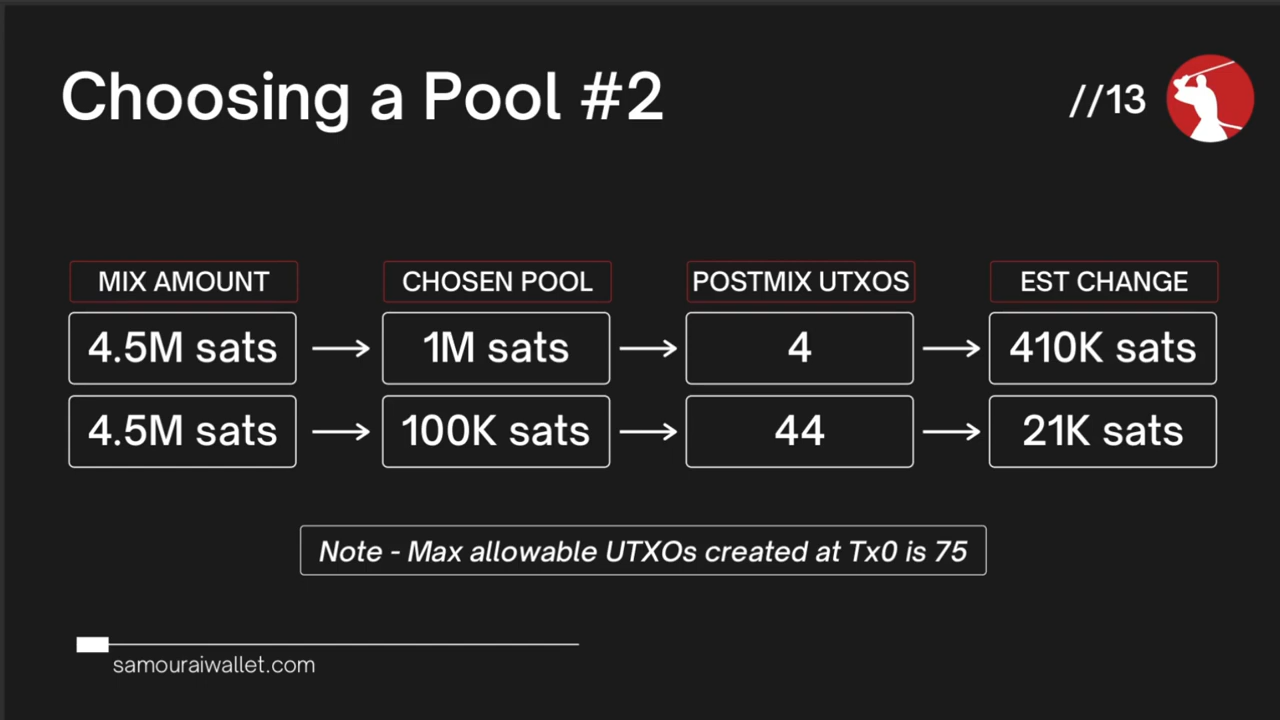 Choosing a Pool #2
//13
MIX AMOUNT
CHOSEN POOL
POSTMIX UTXOS
EST CHANGE
4.5M sats
1M sats
4
410K sats
4.5M sats
100K sats
44
21K sats
Note - Max allowable UTXOs created at Tx0 is 75
samouraiwallet.com